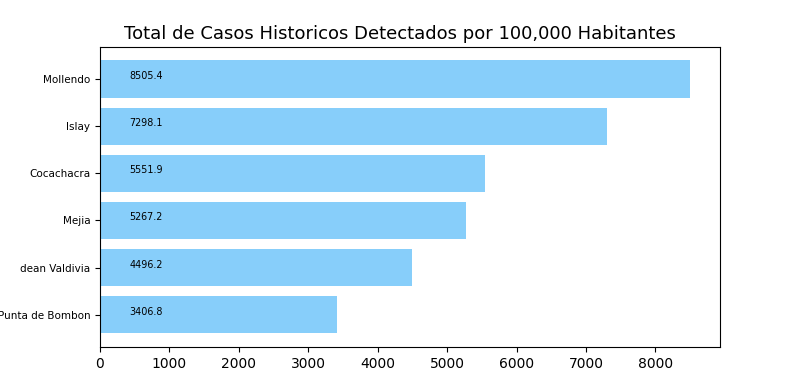 Total de Casos Historicos Detectados por 100,000 Habitantes
Mollendo 8505.4
Islay 7298.1
Cocachacra 5551.9
Mejia 5267.2
dean Valdivia 4496.2
Punta de Bombon 3406.8
0 1000 2000 3000 4000 5000 6000 7000 8000